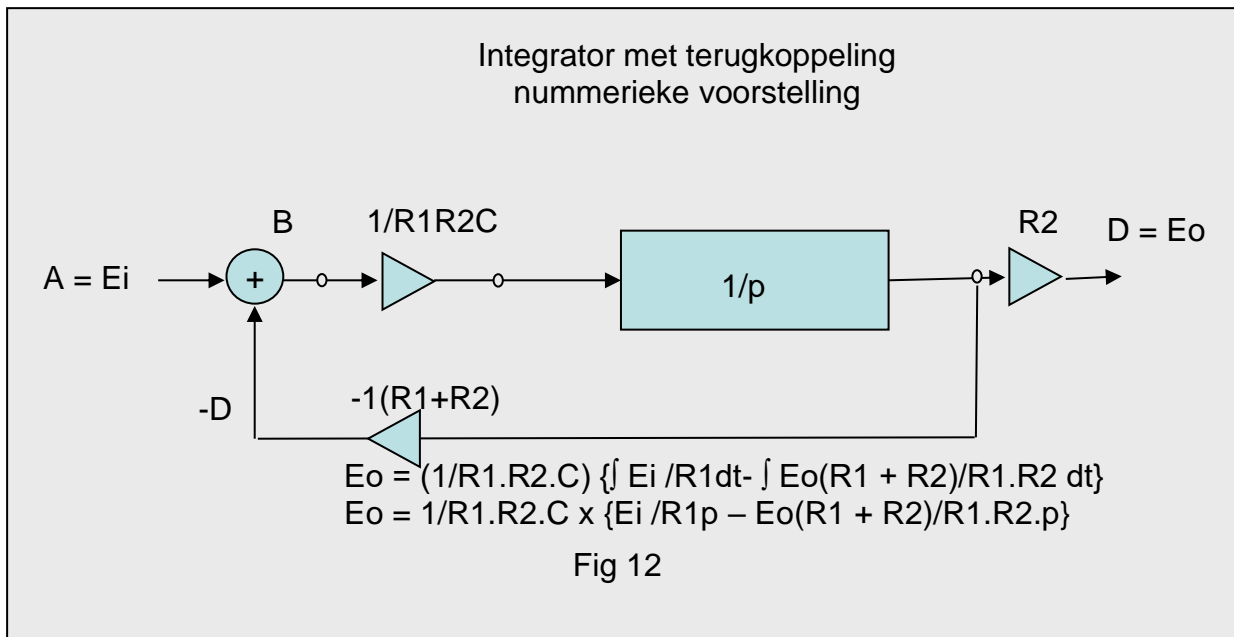 Integrator met terugkoppeling
nummerieke voorstelling
B
1/R1R2C
R2
D = Eo
A = Ei
+
1/p
-D
-1(R1+R2)
Eo = (1/R1.R2.C) {∫ Ei /R1dt- ∫ Eo(R1 + R2)/R1.R2 dt}
Eo = 1/R1.R2.C x {Ei /R1p – Eo(R1 + R2)/R1.R2.p}
Fig 12